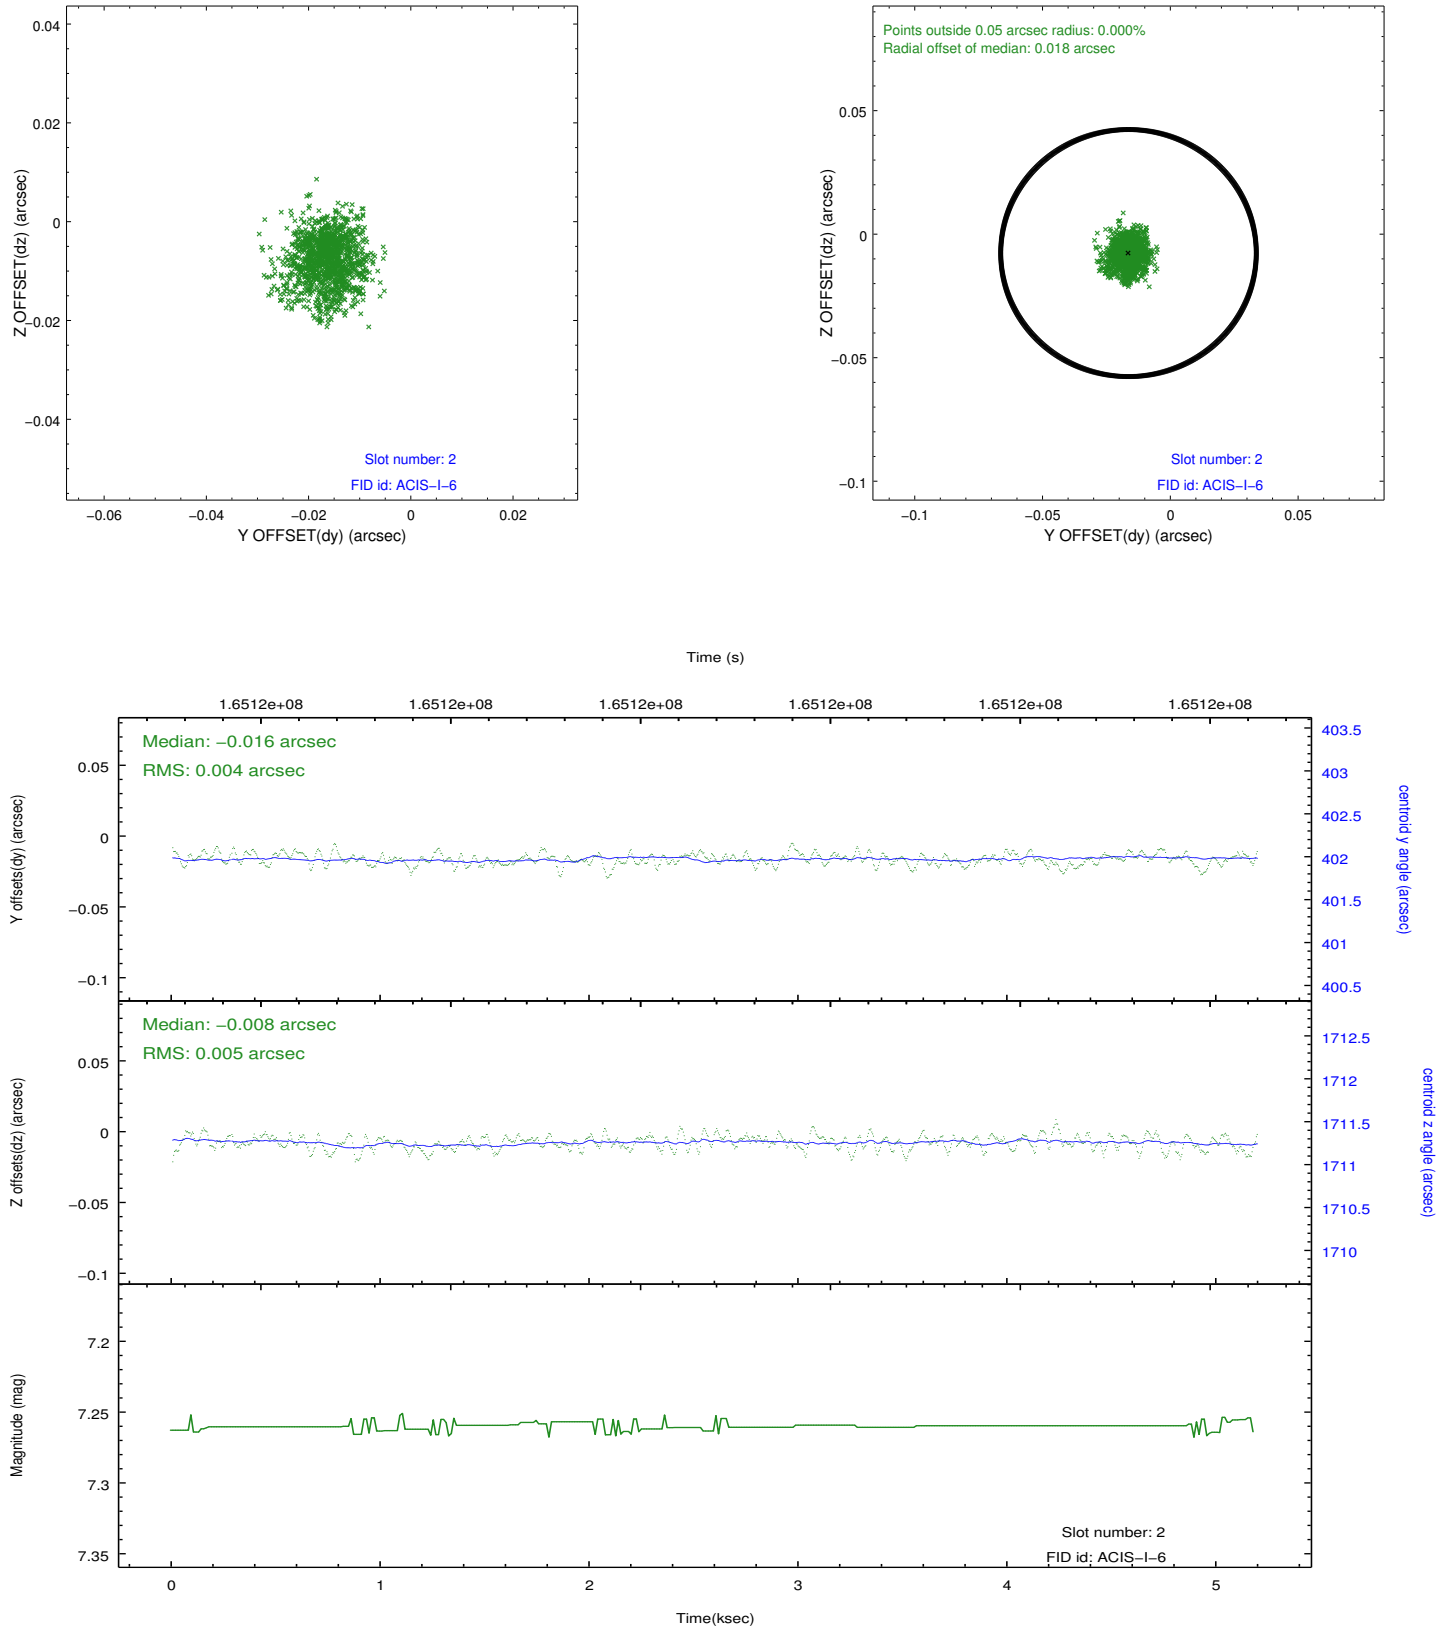 0.04
0.02
0
−0.02
−0.04
Z OFFSET(dz) (arcsec)
Slot number: 2
FID id: ACIS−I−6
−0.06 −0.04 −0.02 0 0.02
Y OFFSET(dy) (arcsec)
Points outside 0.05 arcsec radius: 0.000%
Radial offset of median: 0.018 arcsec
0.05
0
−0.05
−0.1
Z OFFSET(dz) (arcsec)
Slot number: 2
FID id: ACIS−I−6
−0.1 −0.05 0 0.05
Y OFFSET(dy) (arcsec)
Time (s)
1.6512e+08 1.6512e+08 1.6512e+08 1.6512e+08 1.6512e+08 1.6512e+08
Median: −0.016 arcsec
RMS: 0.004 arcsec
0.05
0
−0.05
−0.1
Y offsets(dy) (arcsec)
403.5
403
402.5
402
401.5
401
400.5
centroid y angle (arcsec)
Median: −0.008 arcsec
RMS: 0.005 arcsec
0.05
0
−0.05
−0.1
Z offsets(dz) (arcsec)
1712.5
1712
1711.5
1711
1710.5
1710
centroid z angle (arcsec)
7.2
7.25
7.3
7.35
Magnitude (mag)
Slot number: 2
FID id: ACIS−I−6
0 1 2 3 4 5
Time(ksec)